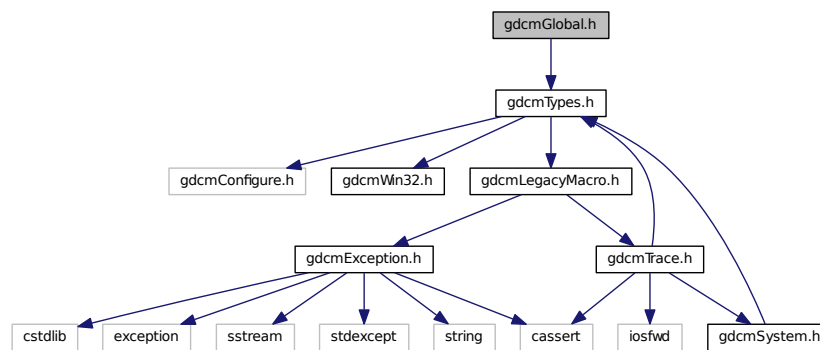 gdcmGlobal.h
gdcmTypes.h
gdcmConfigure.h
gdcmWin32.h
gdcmLegacyMacro.h
gdcmException.h
gdcmTrace.h
cstdlib
exception
sstream
stdexcept
string
cassert
iosfwd
gdcmSystem.h